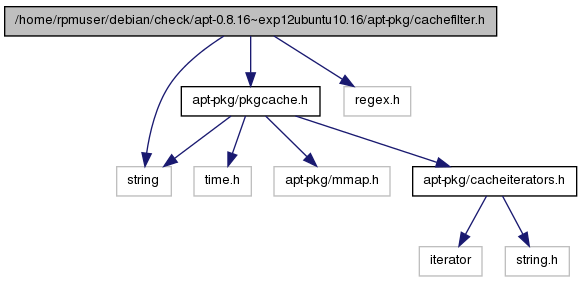 /home/rpmuser/debian/check/apt-0.8.16~exp12ubuntu10.16/apt-pkg/cachefilter.h
apt-pkg/pkgcache.h
regex.h
string
time.h
apt-pkg/mmap.h
apt-pkg/cacheiterators.h
iterator
string.h